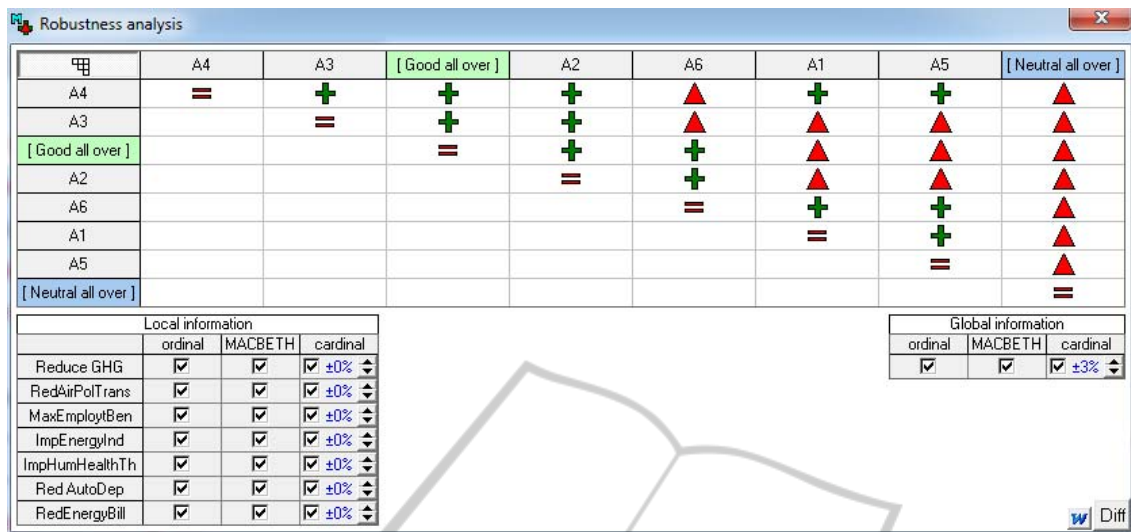 Robustness analysis
A4 A3 [ Good all over ] A2 A6 A1 A5 [ Neutral all over ]
A4 = + + + ▲ + + ▲
A3 = + + ▲ ▲ ▲ ▲
[ Good all over ] = + + ▲ ▲ ▲
A2 = + ▲ ▲ ▲
A6 = + + ▲
A1 = + ▲
A5 = ▲
[ Neutral all over ] =
Local information
ordinal MACBETH cardinal
Reduce GHG ±0%
RedAirPolTrans ±0%
MaxEmploytBen ±0%
ImpEnergyInd ±0%
ImpHumHealthTh ±0%
Red AutoDep ±0%
RedEnergyBill ±0%
Global information
ordinal MACBETH cardinal
±3%
W Diff